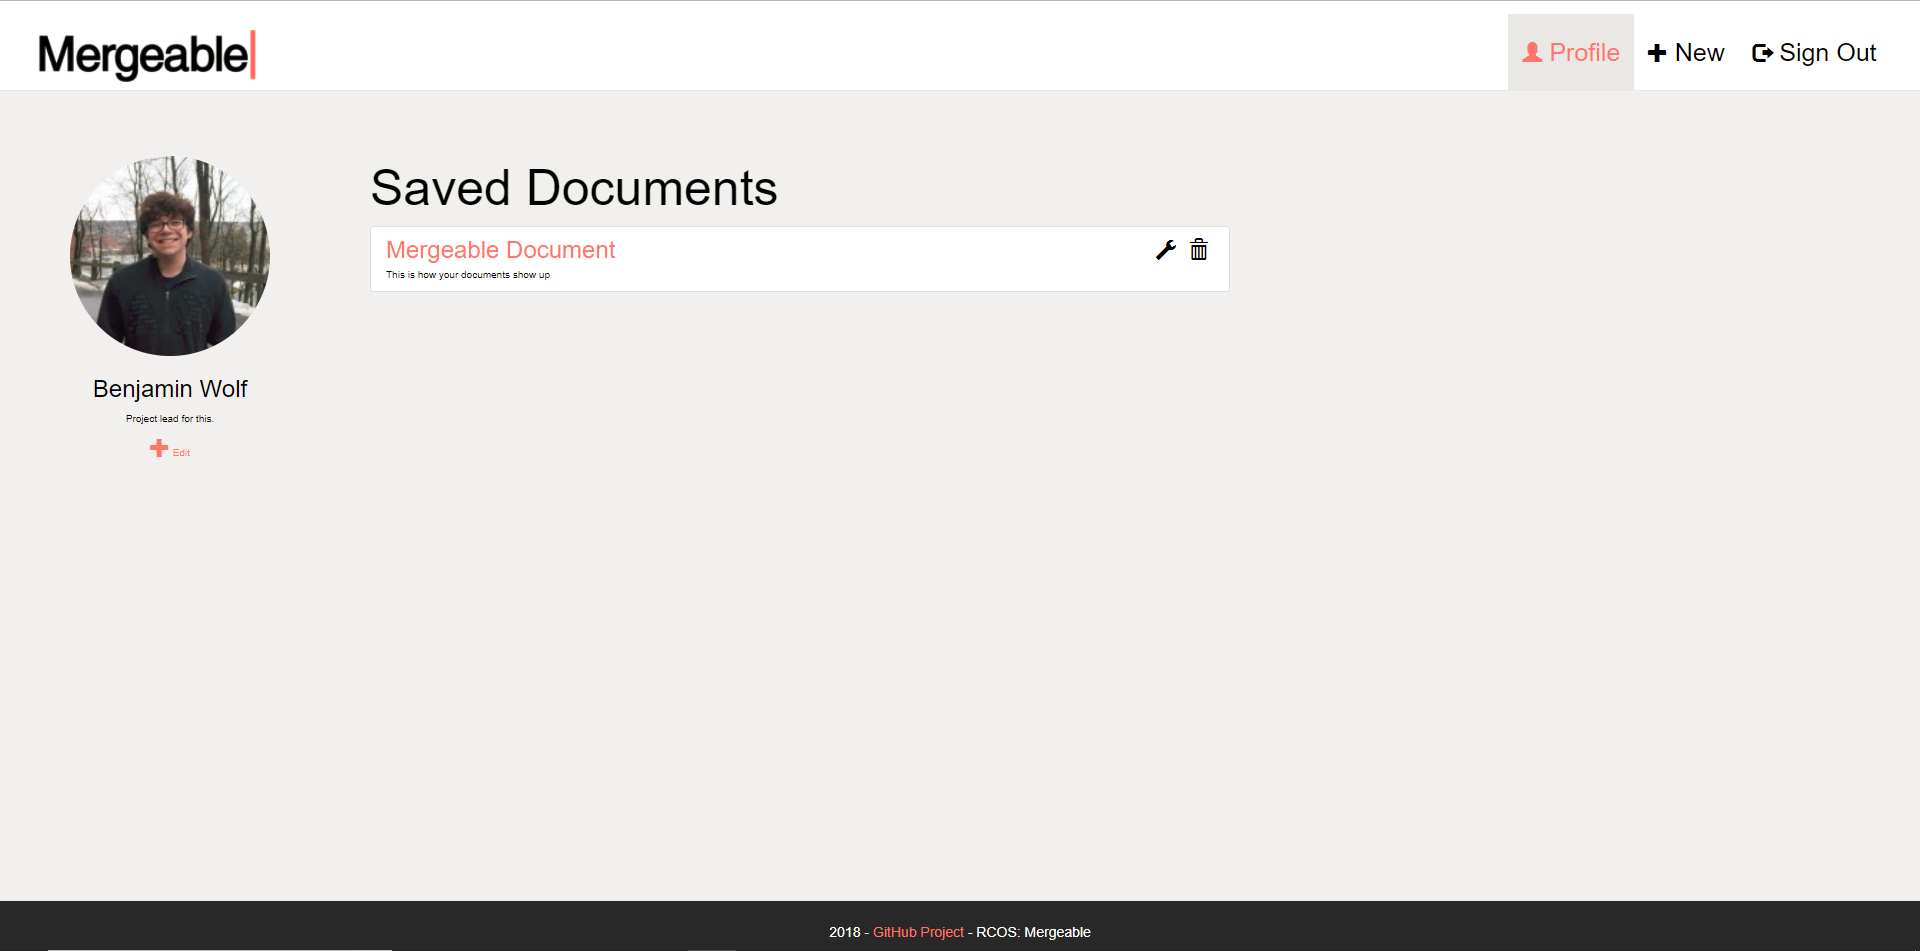 Mergeable
Profile New Sign Out
Saved Documents
Mergeable Document
This is how your documents show up
Benjamin Wolf
Project lead for this.
Edit
2018 - GitHub Project - RCOS: Mergeable